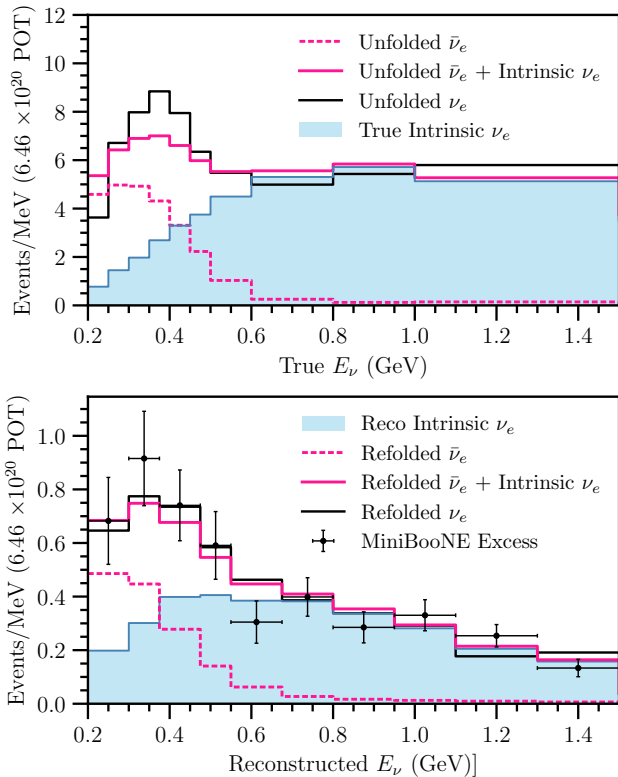 Events/MeV (6.46 ×10²⁰ POT)
12
10
8
6
4
2
0
Unfolded ν̄ₑ
Unfolded ν̄ₑ + Intrinsic νₑ
Unfolded νₑ
True Intrinsic νₑ
0.2 0.4 0.6 0.8 1.0 1.2 1.4
True E_ν (GeV)
Events/MeV (6.46 ×10²⁰ POT)
1.0
0.8
0.6
0.4
0.2
0.0
Reco Intrinsic νₑ
Refolded ν̄ₑ
Refolded ν̄ₑ + Intrinsic νₑ
Refolded νₑ
MiniBooNE Excess
0.2 0.4 0.6 0.8 1.0 1.2 1.4
Reconstructed E_ν (GeV)]